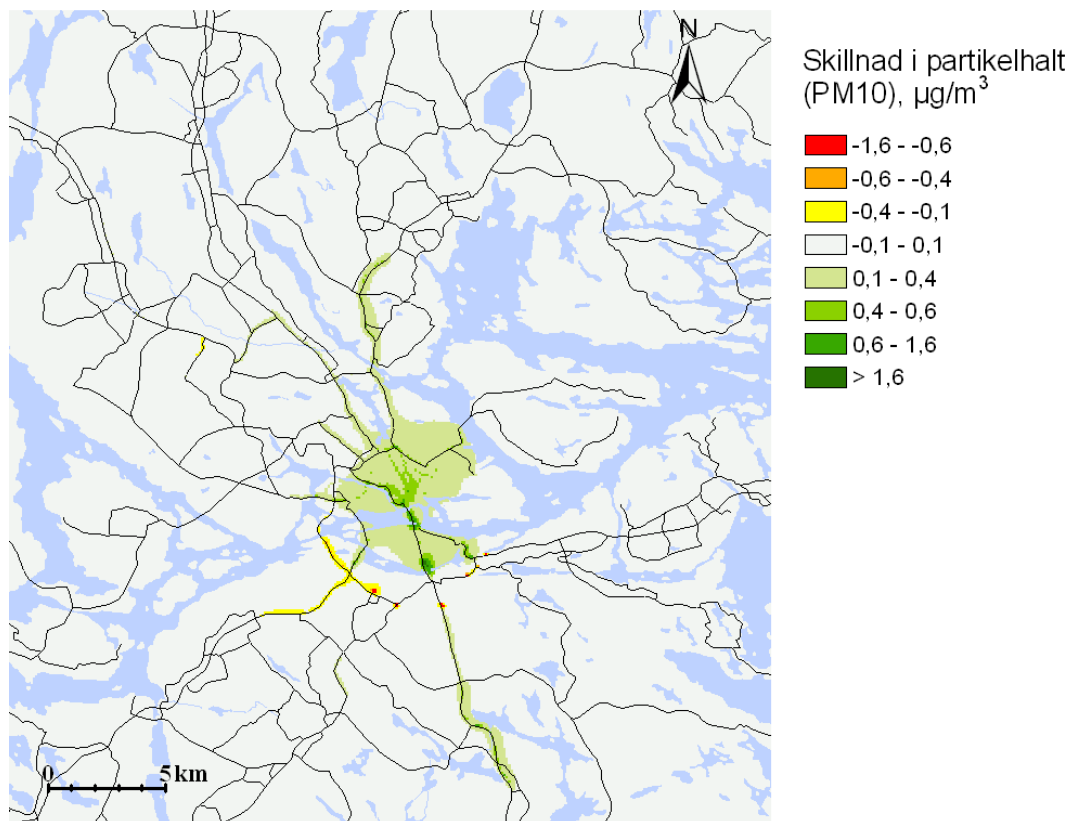 N
Skillnad i partikelhalt
(PM10), µg/m³
-1,6 - -0,6
-0,6 - -0,4
-0,4 - -0,1
-0,1 - 0,1
0,1 - 0,4
0,4 - 0,6
0,6 - 1,6
> 1,6
0 5 km